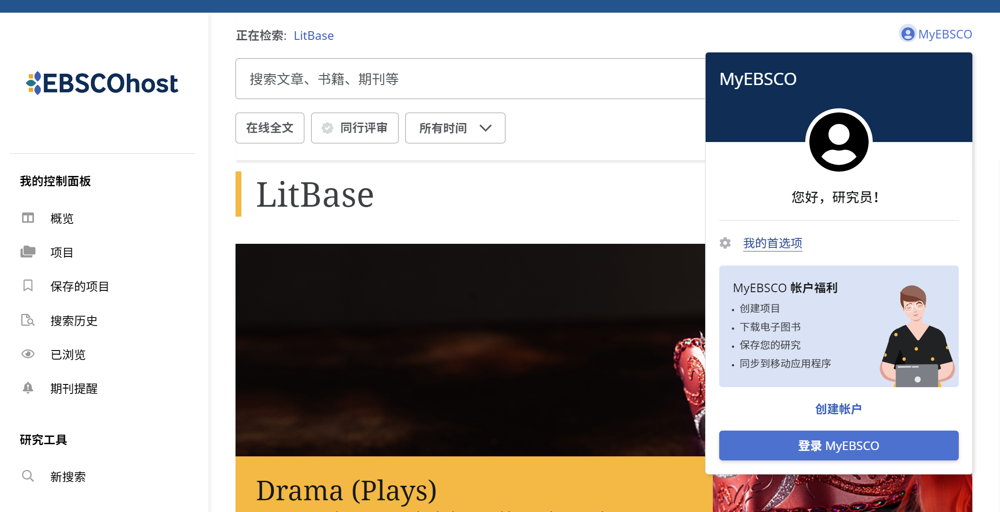 正在检索: LitBase
MyEBSCO
EBSCOhost
搜索文章、书籍、期刊等
在线全文
同行评审
所有时间
LitBase
Drama (Plays)
我的控制面板
概览
项目
保存的项目
搜索历史
已浏览
期刊提醒
研究工具
新搜索
MyEBSCO
您好，研究员！
我的首选项
MyEBSCO 帐户福利
• 创建项目
• 下载电子图书
• 保存您的研究
• 同步到移动应用程序
创建帐户
登录 MyEBSCO